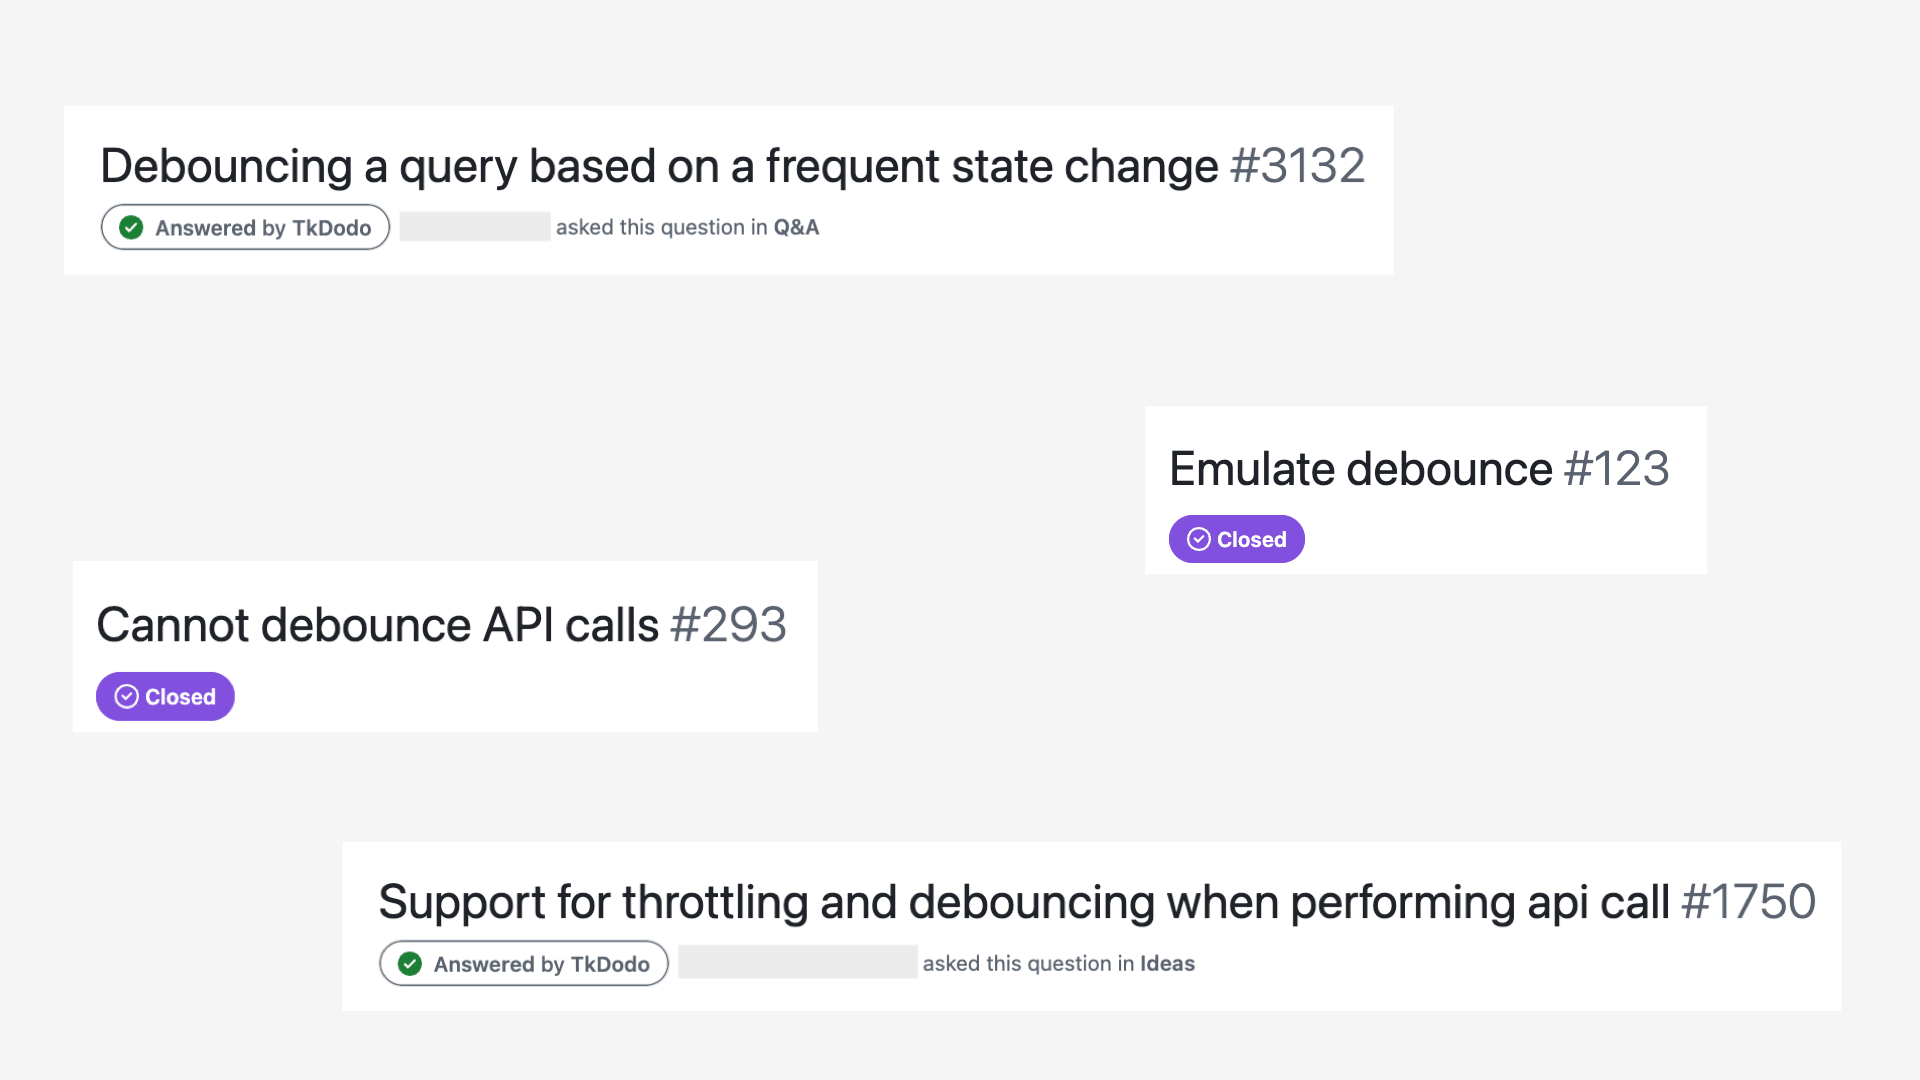 Debouncing a query based on a frequent state change #3132
Answered by TkDodo asked this question in Q&A
Emulate debounce #123
Closed
Cannot debounce API calls #293
Closed
Support for throttling and debouncing when performing api call #1750
Answered by TkDodo asked this question in Ideas